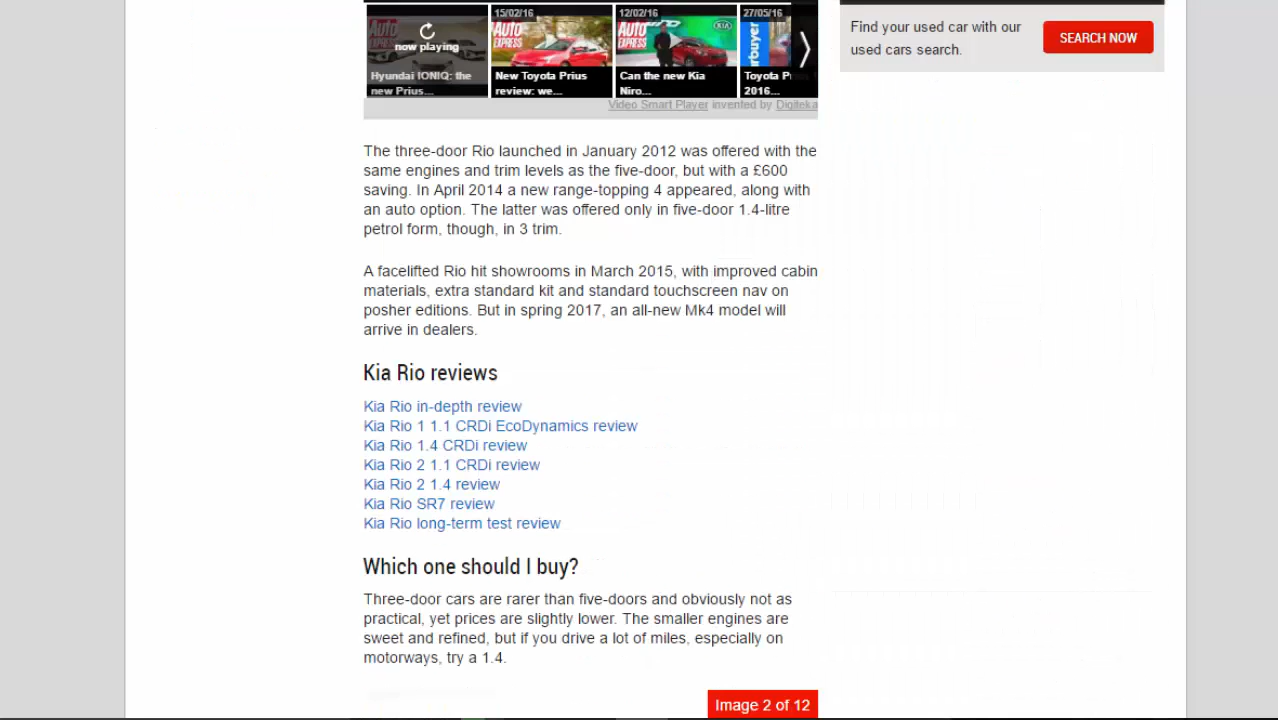 15/02/16
12/02/16
27/05/16
now playing
Hyundai IONIQ: the
new Prius...
AUTO EXPRESS
New Toyota Prius
review: we...
AUTO EXPRESS
KIA
Can the new Kia
Niro...
Toyota P
2016...
Video Smart Player invented by Digiteka
Find your used car with our
used cars search.
SEARCH NOW
The three-door Rio launched in January 2012 was offered with the
same engines and trim levels as the five-door, but with a £600
saving. In April 2014 a new range-topping 4 appeared, along with
an auto option. The latter was offered only in five-door 1.4-litre
petrol form, though, in 3 trim.
A facelifted Rio hit showrooms in March 2015, with improved cabin
materials, extra standard kit and standard touchscreen nav on
posher editions. But in spring 2017, an all-new Mk4 model will
arrive in dealers.
Kia Rio reviews
Kia Rio in-depth review
Kia Rio 1 1.1 CRDi EcoDynamics review
Kia Rio 1.4 CRDi review
Kia Rio 2 1.1 CRDi review
Kia Rio 2 1.4 review
Kia Rio SR7 review
Kia Rio long-term test review
Which one should I buy?
Three-door cars are rarer than five-doors and obviously not as
practical, yet prices are slightly lower. The smaller engines are
sweet and refined, but if you drive a lot of miles, especially on
motorways, try a 1.4.
Image 2 of 12